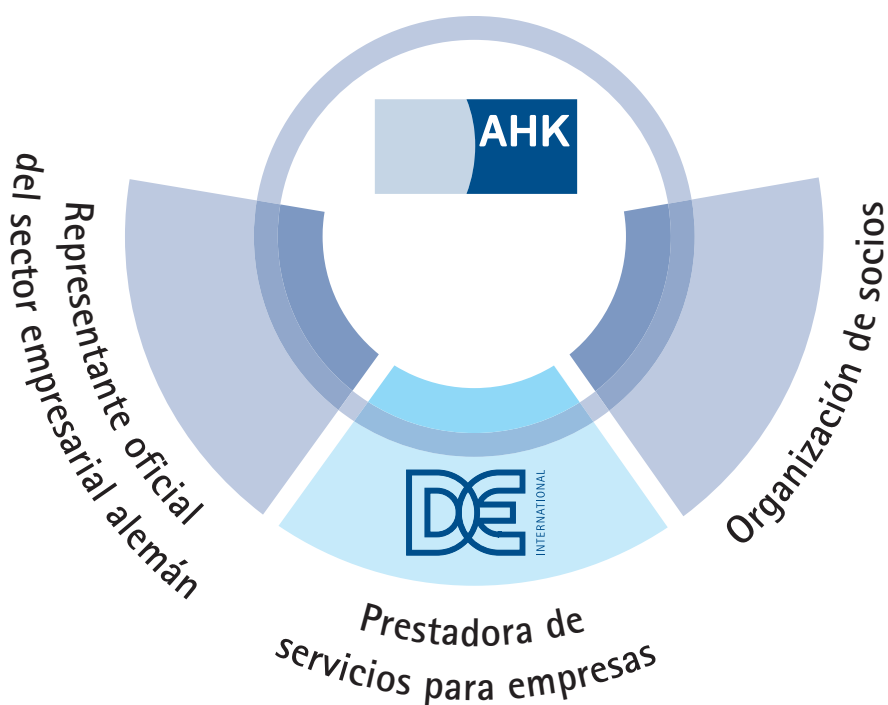 AHK
Representante oficial
del sector empresarial alemán
DE
INTERNATIONAL
Prestadora de
servicios para empresas
Organización de socios